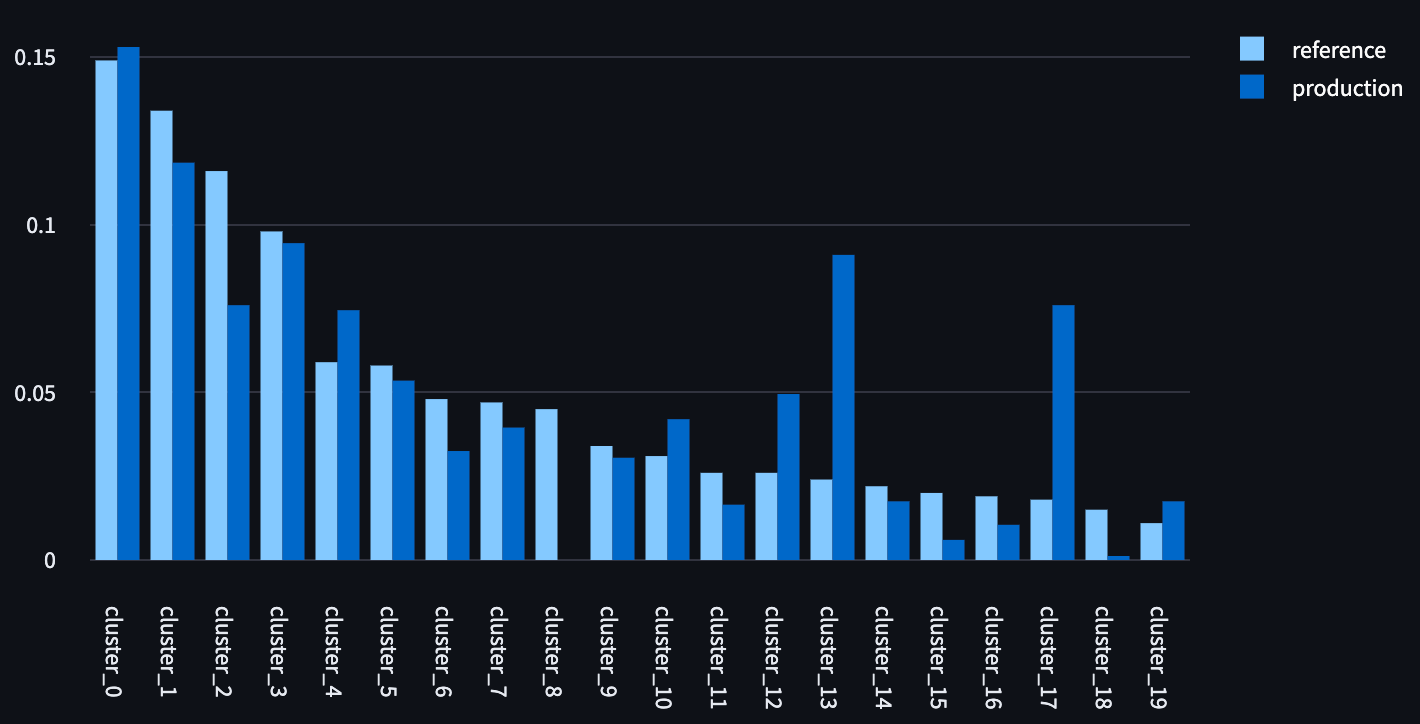 reference
production
0.15
0.1
0.05
0
cluster_0
cluster_1
cluster_2
cluster_3
cluster_4
cluster_5
cluster_6
cluster_7
cluster_8
cluster_9
cluster_10
cluster_11
cluster_12
cluster_13
cluster_14
cluster_15
cluster_16
cluster_17
cluster_18
cluster_19